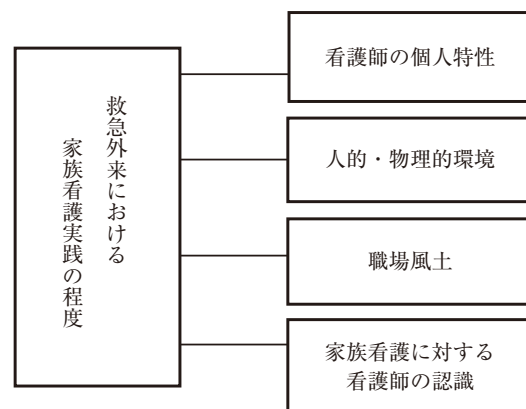 救急外来における
家族看護実践の程度
看護師の個人特性
人的・物理的環境
職場風土
家族看護に対する
看護師の認識